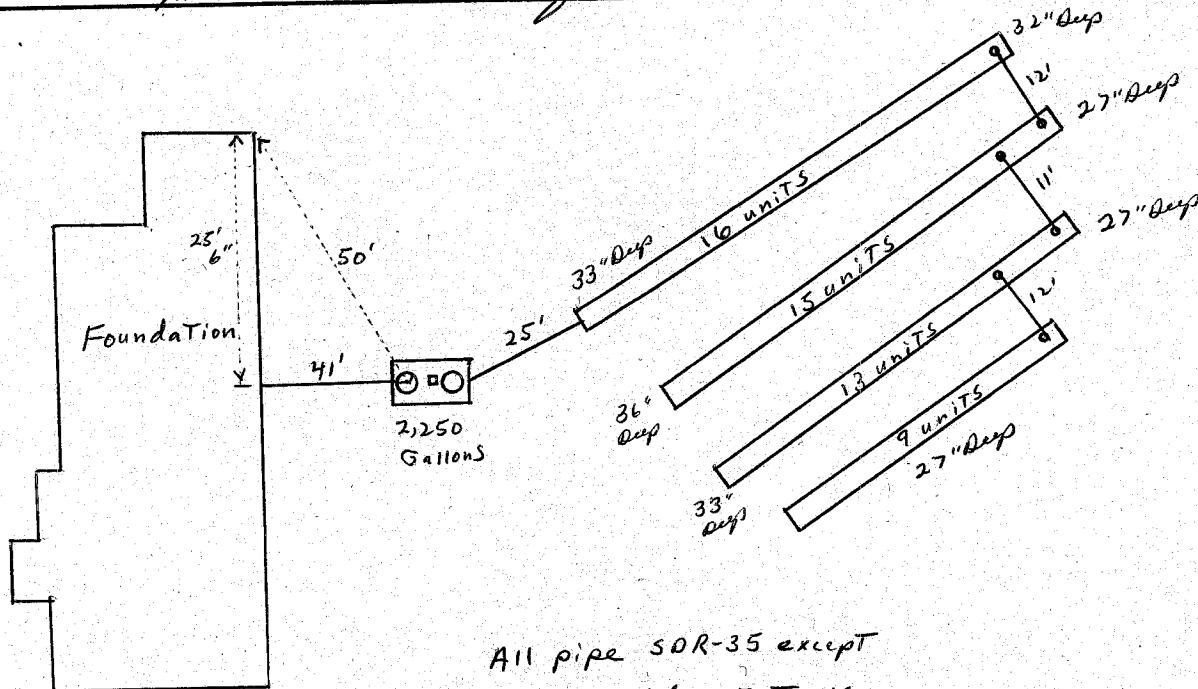 32" Deep
12'
27" Deep
11'
27" Deep
12'
16 uniTS
33" Deep
15 uniTS
36" Deep
13 uniTS
33" Deep
9 uniTS
27" Deep
25'
6"
50'
FoundaTion
41'
25'
2,250
Gallons
All pipe SDR-35 except